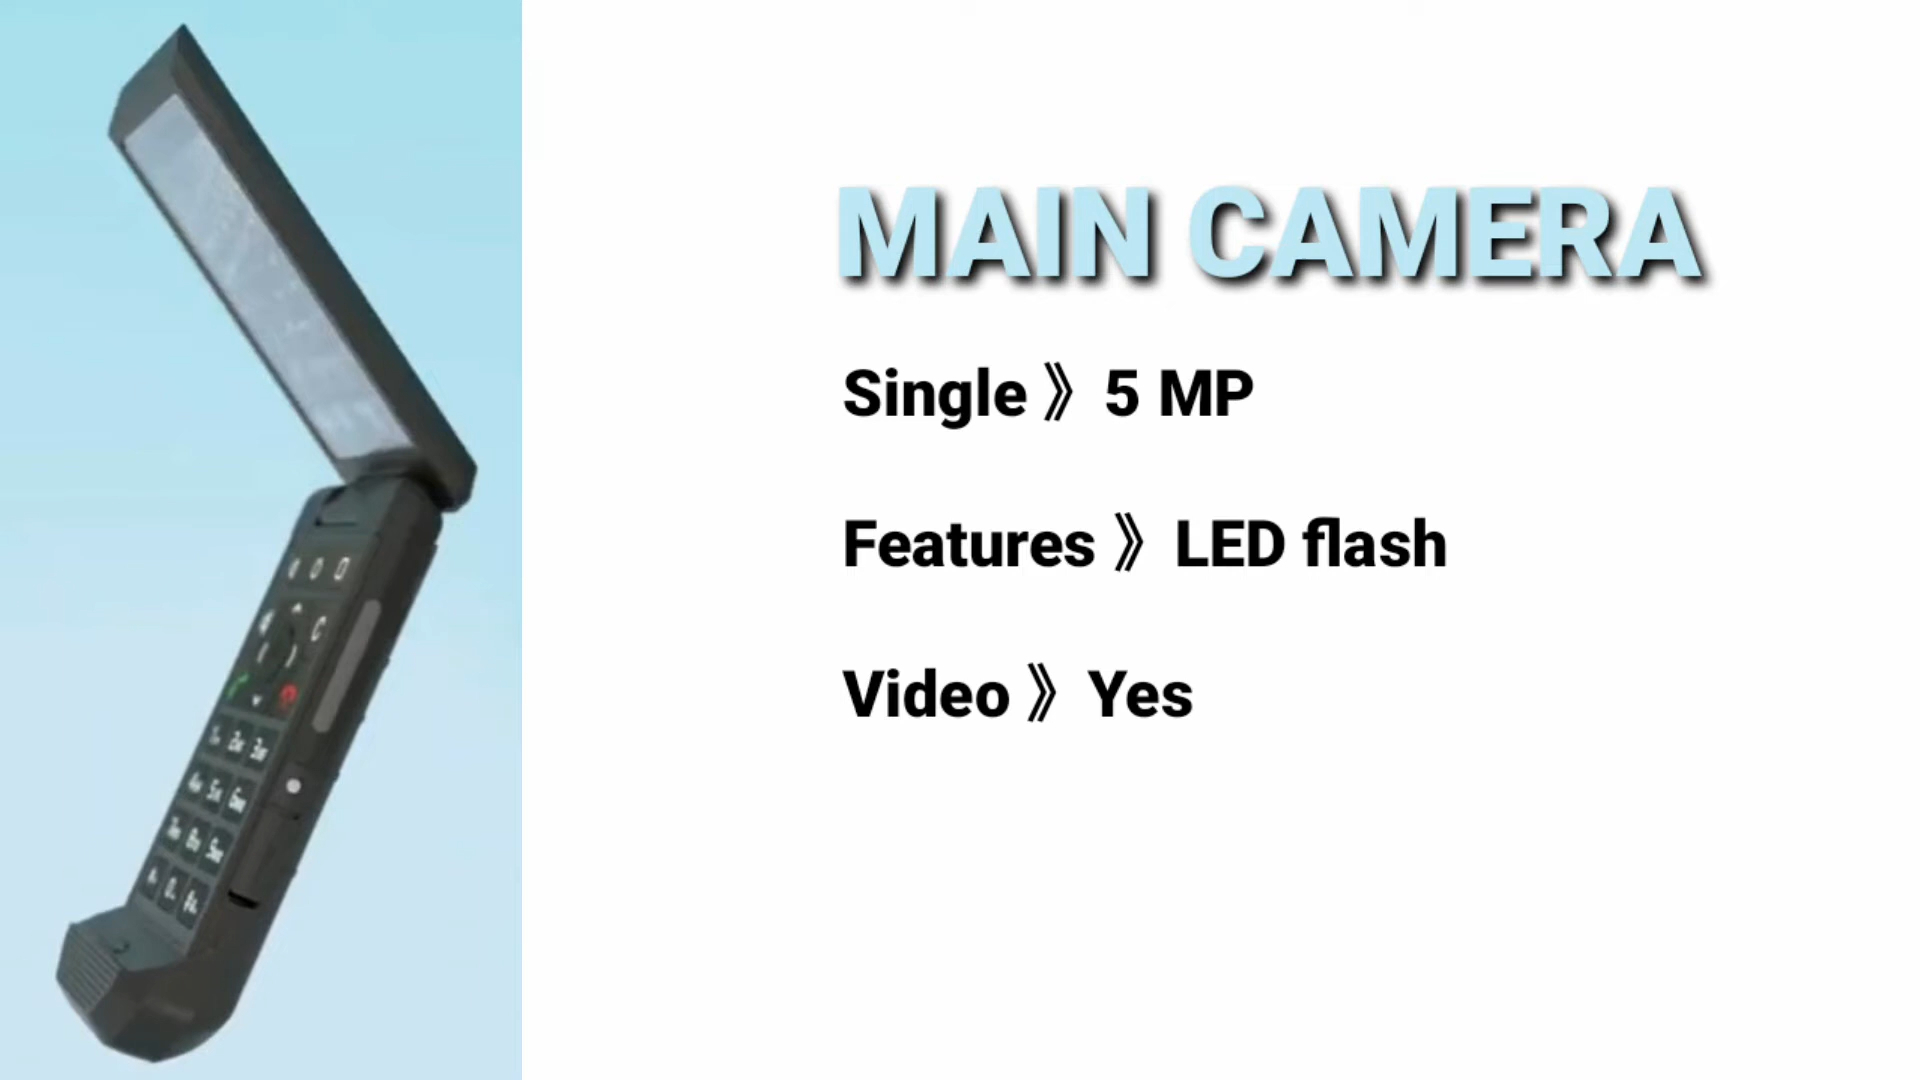 MAIN CAMERA
Single 》 5 MP
Features 》 LED flash
Video 》 Yes